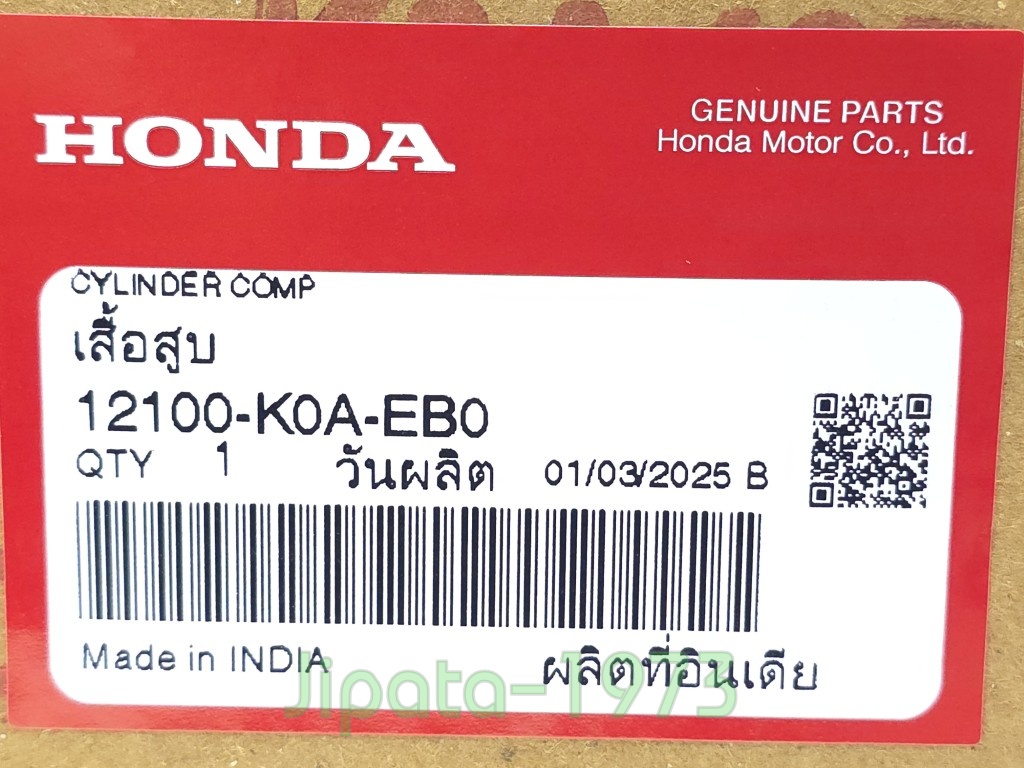 HONDA
GENUINE PARTS
Honda Motor Co., Ltd.
CYLINDER COMP
เสื้อสูบ
12100-K0A-EB0
QTY 1 วันผลิต 01/03/2025 B
Made in INDIA ผลิตที่อินเดีย
Jipata-1973